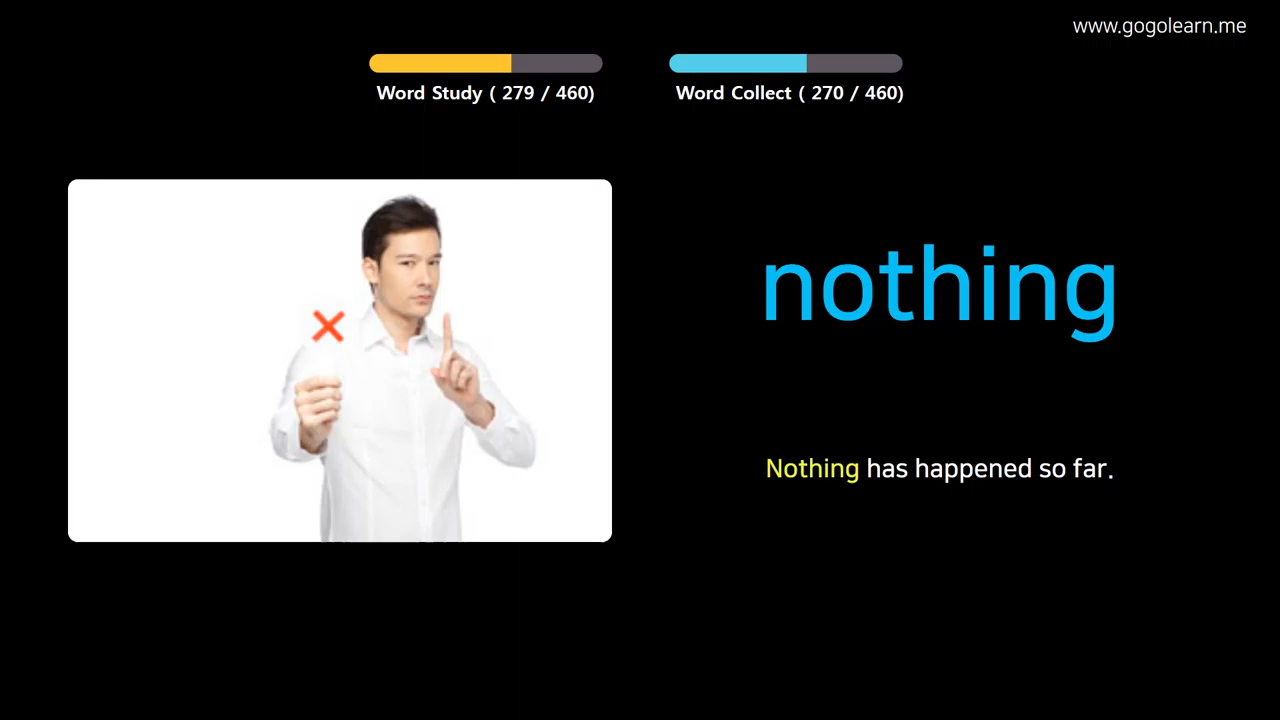 www.gogolearn.me
Word Study ( 279 / 460)
Word Collect ( 270 / 460)
nothing
Nothing has happened so far.